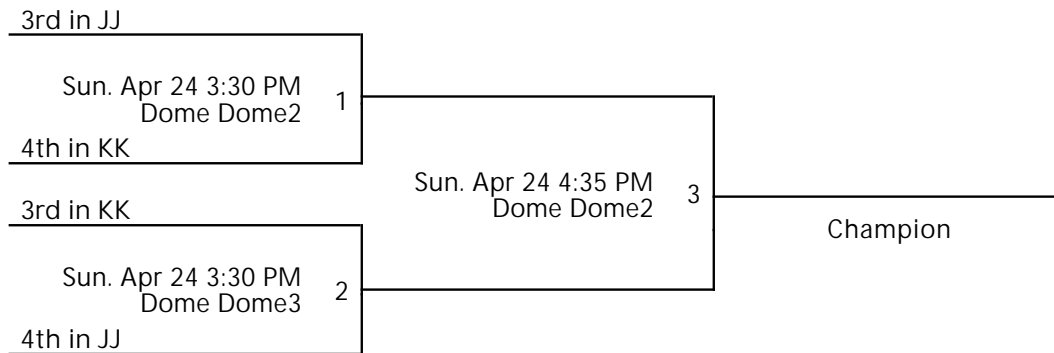 3rd in JJ
Sun. Apr 24 3:30 PM
Dome Dome2
1
4th in KK
3rd in KK
Sun. Apr 24 3:30 PM
Dome Dome3
2
4th in JJ
Sun. Apr 24 4:35 PM
Dome Dome2
3
Champion